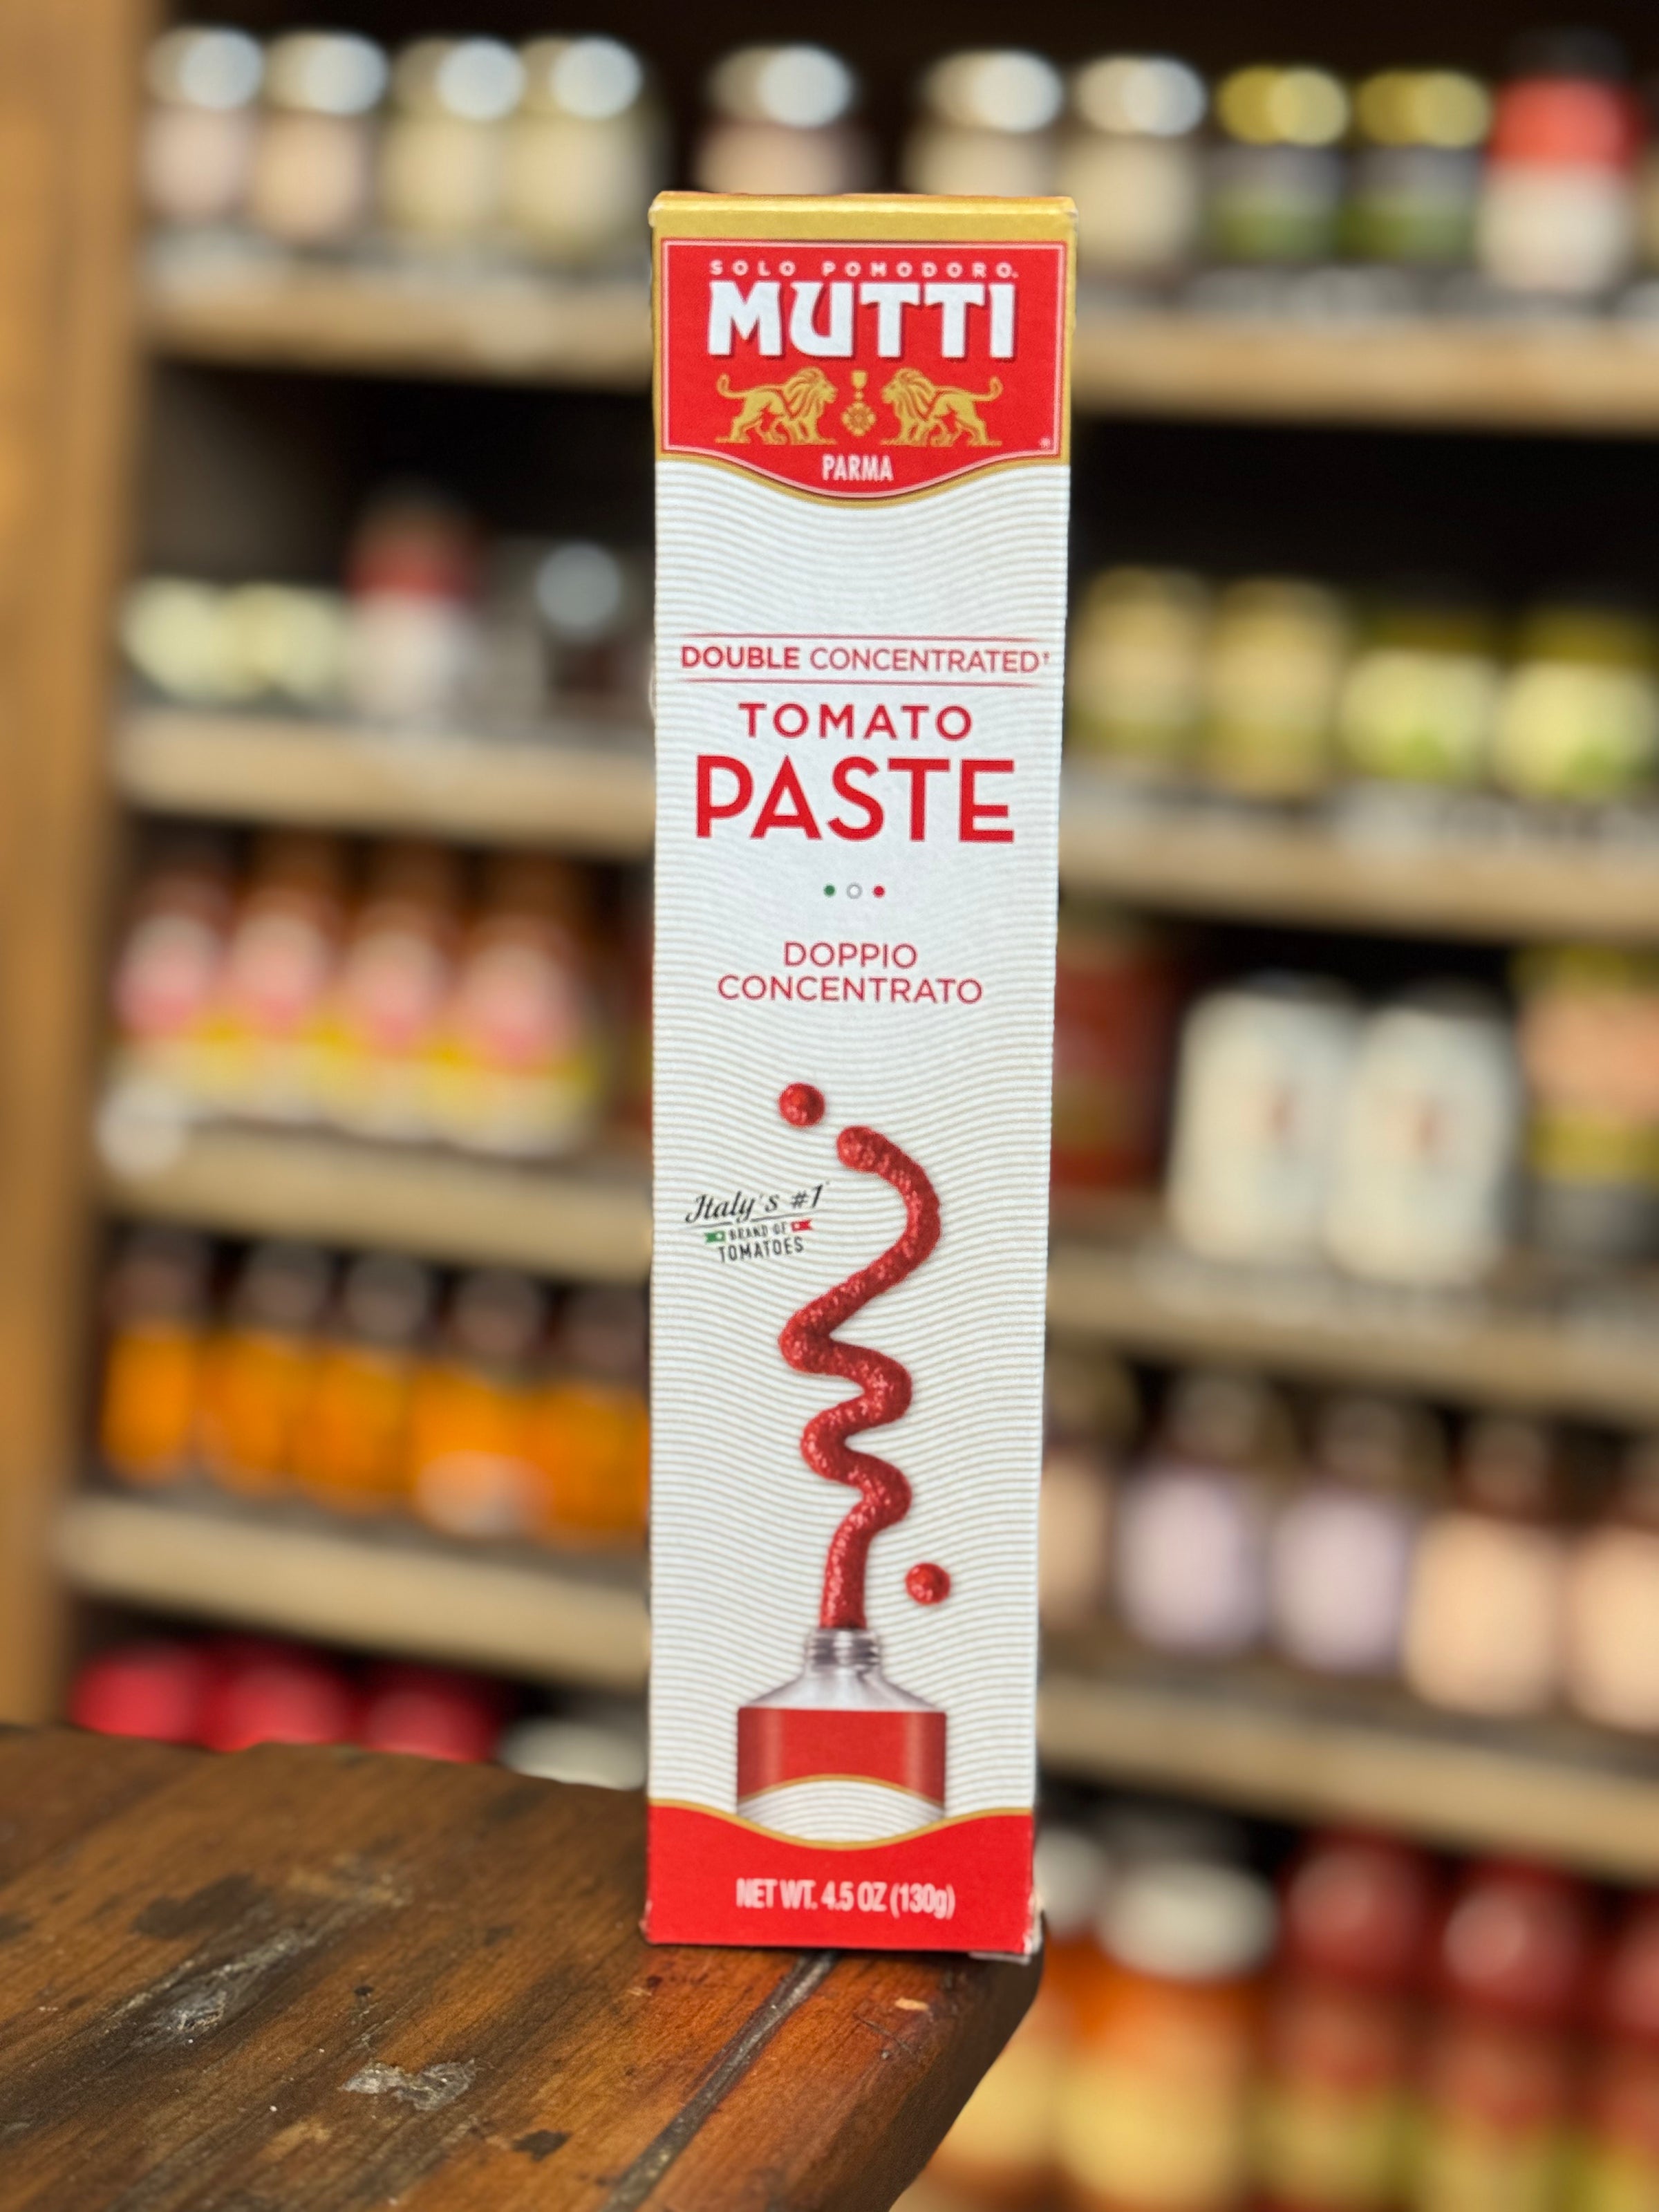 SOLO POMODORO®
MUTTI
®
PARMA
DOUBLE CONCENTRATED†
TOMATO
PASTE
DOPPIO
CONCENTRATO
Italy's #1*
BRAND OF
TOMATOES
NET WT. 4.5 OZ (130g)